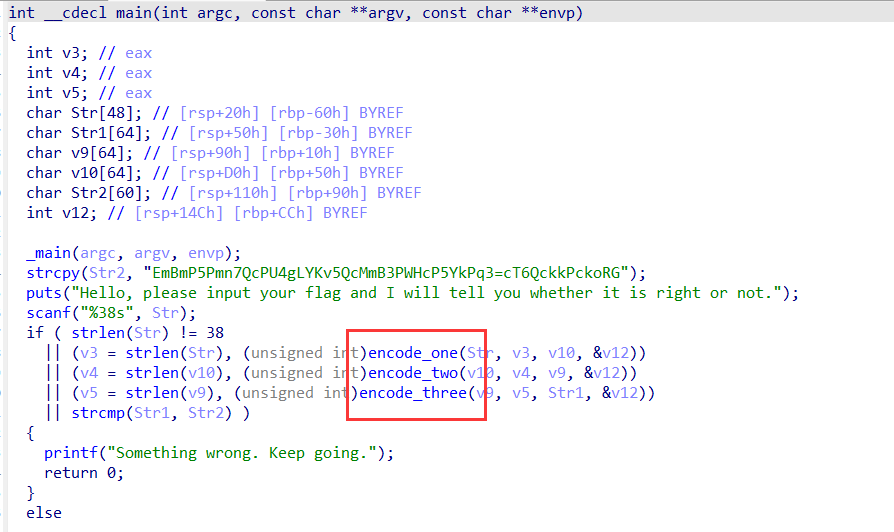 int __cdecl main(int argc, const char **argv, const char **envp)
{
  int v3; // eax
  int v4; // eax
  int v5; // eax
  char Str[48]; // [rsp+20h] [rbp-60h] BYREF
  char Str1[64]; // [rsp+50h] [rbp-30h] BYREF
  char v9[64]; // [rsp+90h] [rbp+10h] BYREF
  char v10[64]; // [rsp+D0h] [rbp+50h] BYREF
  char Str2[60]; // [rsp+110h] [rbp+90h] BYREF
  int v12; // [rsp+14Ch] [rbp+CCh] BYREF

  _main(argc, argv, envp);
  strcpy(Str2, "EmBmP5Pmn7QcPU4gLYKv5QcMmB3PWHcP5YkPq3=cT6QckkPckoRG");
  puts("Hello, please input your flag and I will tell you whether it is right or not.");
  scanf("%38s", Str);
  if ( strlen(Str) != 38
    || (v3 = strlen(Str), (unsigned int)encode_one(Str, v3, v10, &v12))
    || (v4 = strlen(v10), (unsigned int)encode_two(v10, v4, v9, &v12))
    || (v5 = strlen(v9), (unsigned int)encode_three(v9, v5, Str1, &v12))
    || strcmp(Str1, Str2) )
  {
    printf("Something wrong. Keep going.");
    return 0;
  }
  else